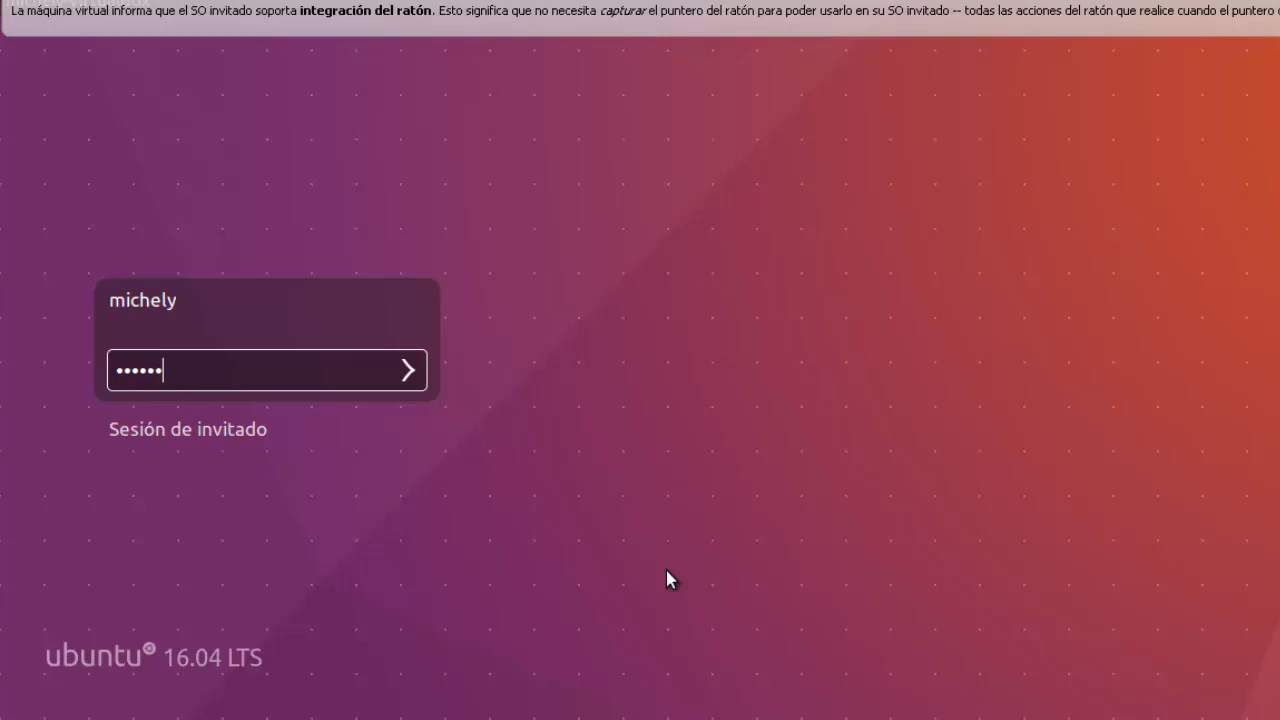 La máquina virtual informa que el SO invitado soporta integración del ratón. Esto significa que no necesita capturar el puntero del ratón para poder usarlo en su SO invitado -- todas las acciones del ratón que realice cuando el puntero
michely
••••••
Sesión de invitado
ubuntu 16.04 LTS